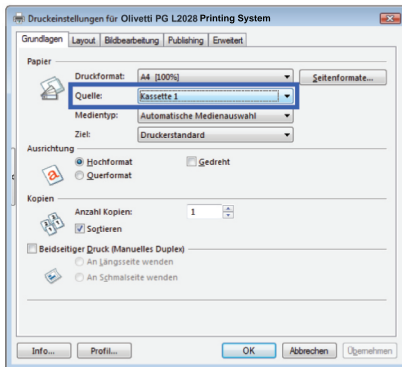 Druckeinstellungen für Olivetti PG L2028 Printing System
Grundlagen Layout Bildbearbeitung Publishing Erweitert
Papier
Druckformat: A4 [100%] Seitenformate...
Quelle: Kassette 1
Medientyp: Automatische Medienauswahl
Ziel: Druckerstandard
Ausrichtung
Hochformat Gedreht
a Querformat
Kopien
Anzahl Kopien: 1
Sortieren
Beidseitiger Druck (Manuelles Duplex)
An Längsseite wenden
An Schmalseite wenden
Info... Profil... OK Abbrechen Übernehmen